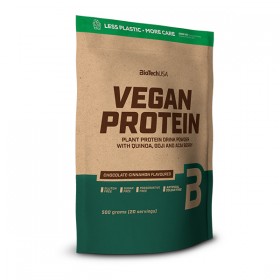 LESS PLASTIC - MORE CARE
BioTechUSA
VEGAN
PROTEIN
PLANT PROTEIN DRINK POWDER
WITH QUINOA, GOJI AND ACAI BERRY
CHOCOLATE-CINNAMON FLAVOURED
B
500 grams (20 servings)